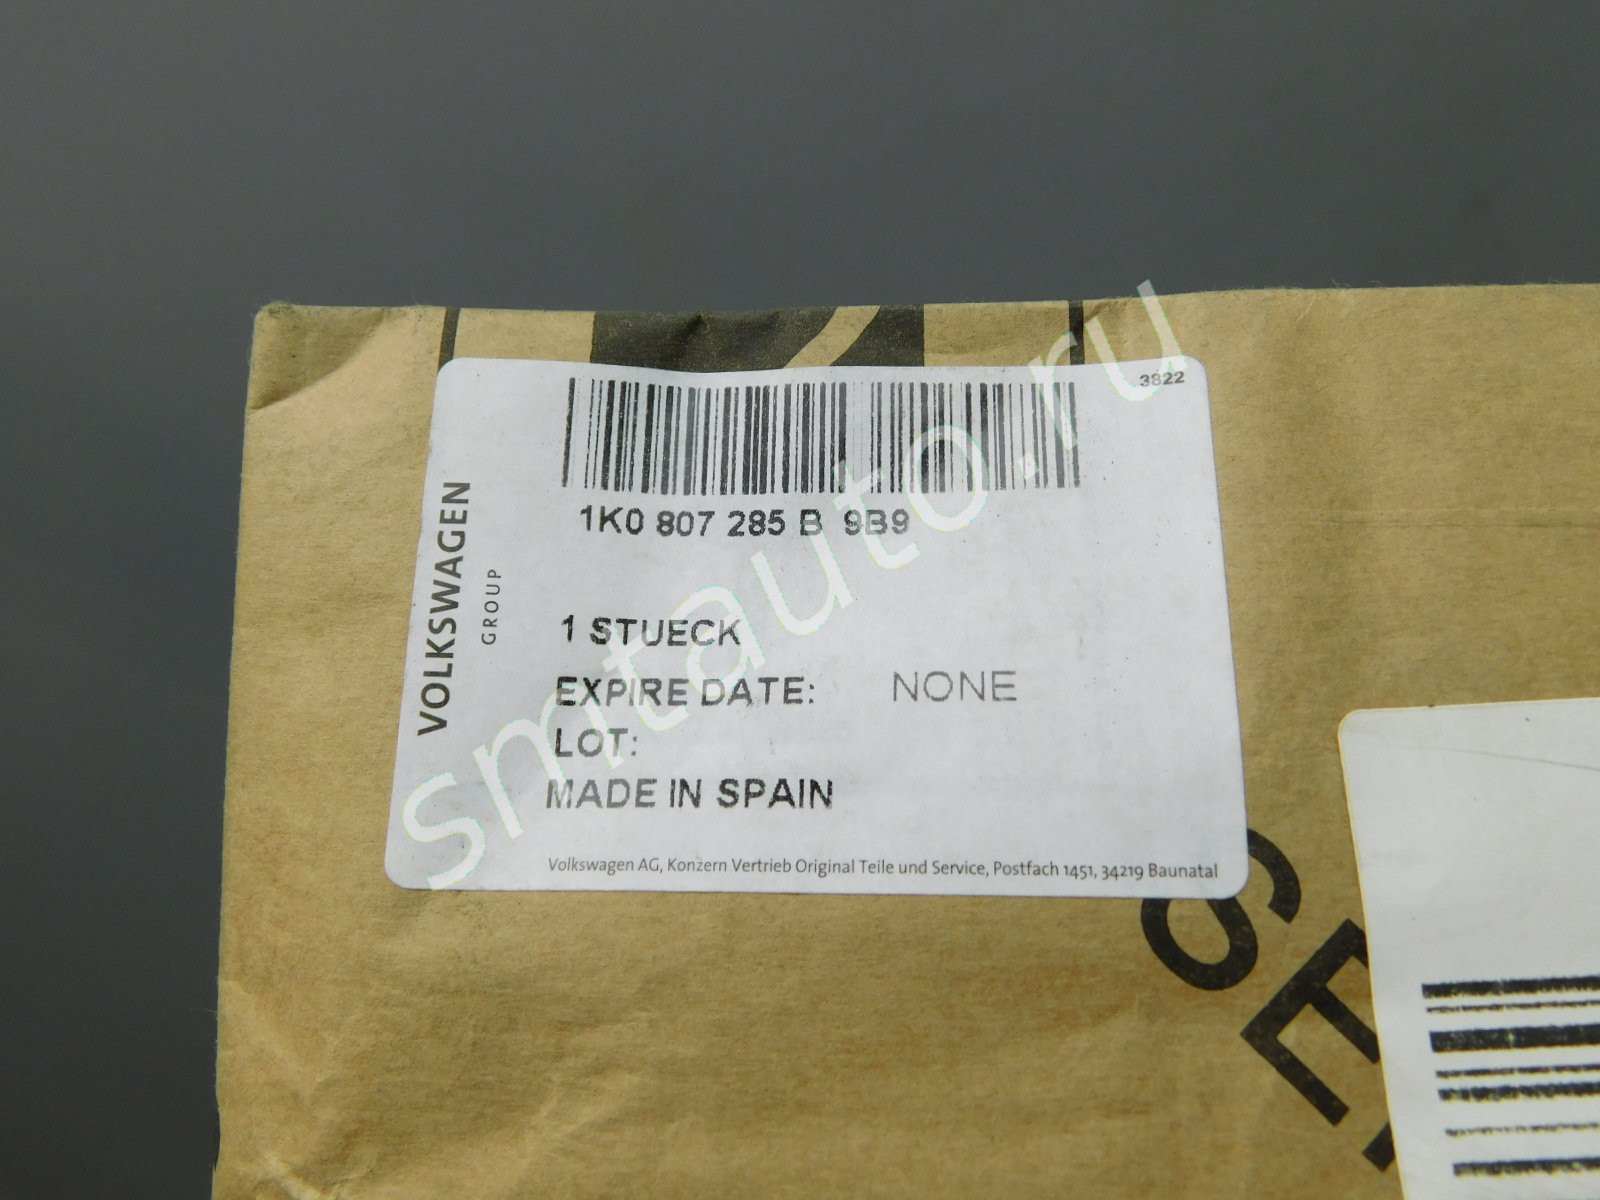 3822
1K0 807 285 B 9B9
VOLKSWAGEN
GROUP
1 STUECK
EXPIRE DATE: NONE
LOT:
MADE IN SPAIN
Volkswagen AG, Konzern Vertrieb Original Teile und Service, Postfach 1451, 34219 Baunatal
smtauto.ru